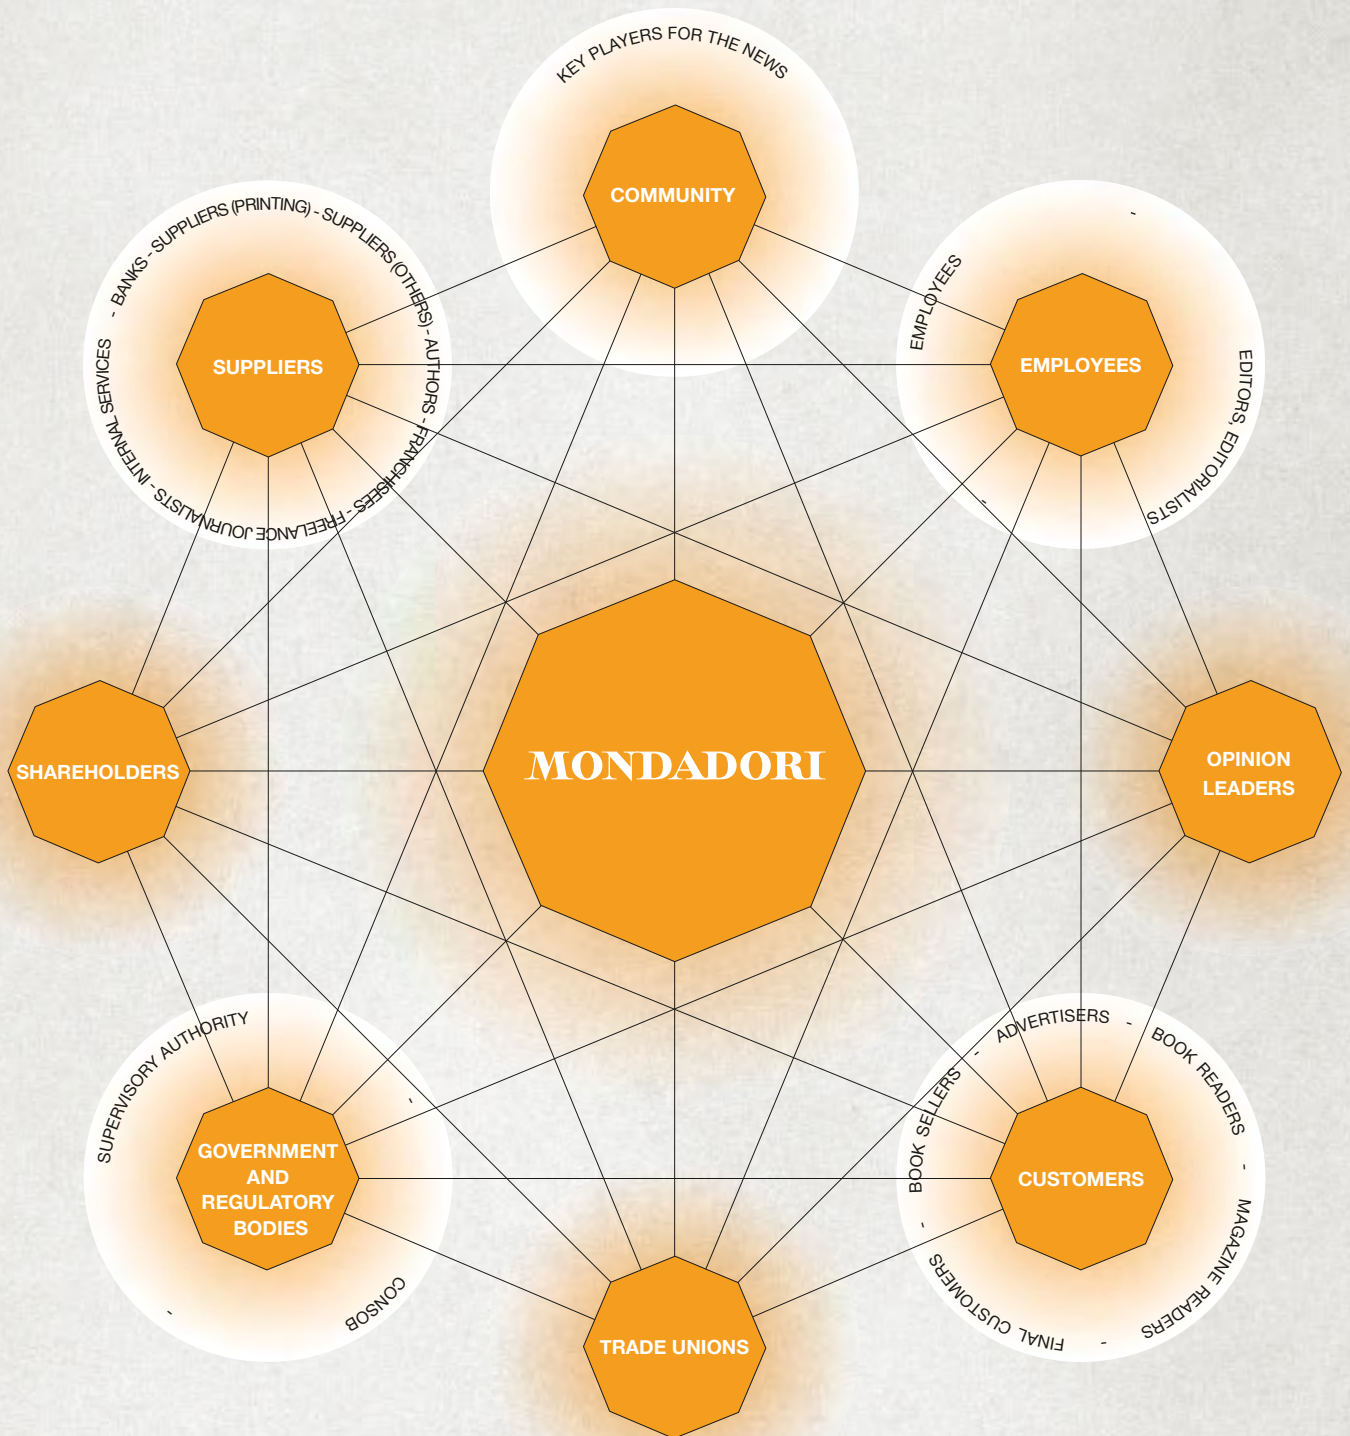 KEY PLAYERS FOR THE NEWS
COMMUNITY
- BANKS - SUPPLIERS (PRINTING) - SUPPLIERS (OTHERS) - AUTHORS - FRANCHISEES - FREELANCE JOURNALISTS - INTERNAL SERVICES
SUPPLIERS
EMPLOYEES - EDITORS, EDITORIALISTS -
EMPLOYEES
SHAREHOLDERS
MONDADORI
OPINION
LEADERS
SUPERVISORY AUTHORITY - CONSOB -
GOVERNMENT
AND
REGULATORY
BODIES
TRADE UNIONS
BOOK SELLERS - ADVERTISERS - BOOK READERS - MAGAZINE READERS - FINAL CUSTOMERS -
CUSTOMERS